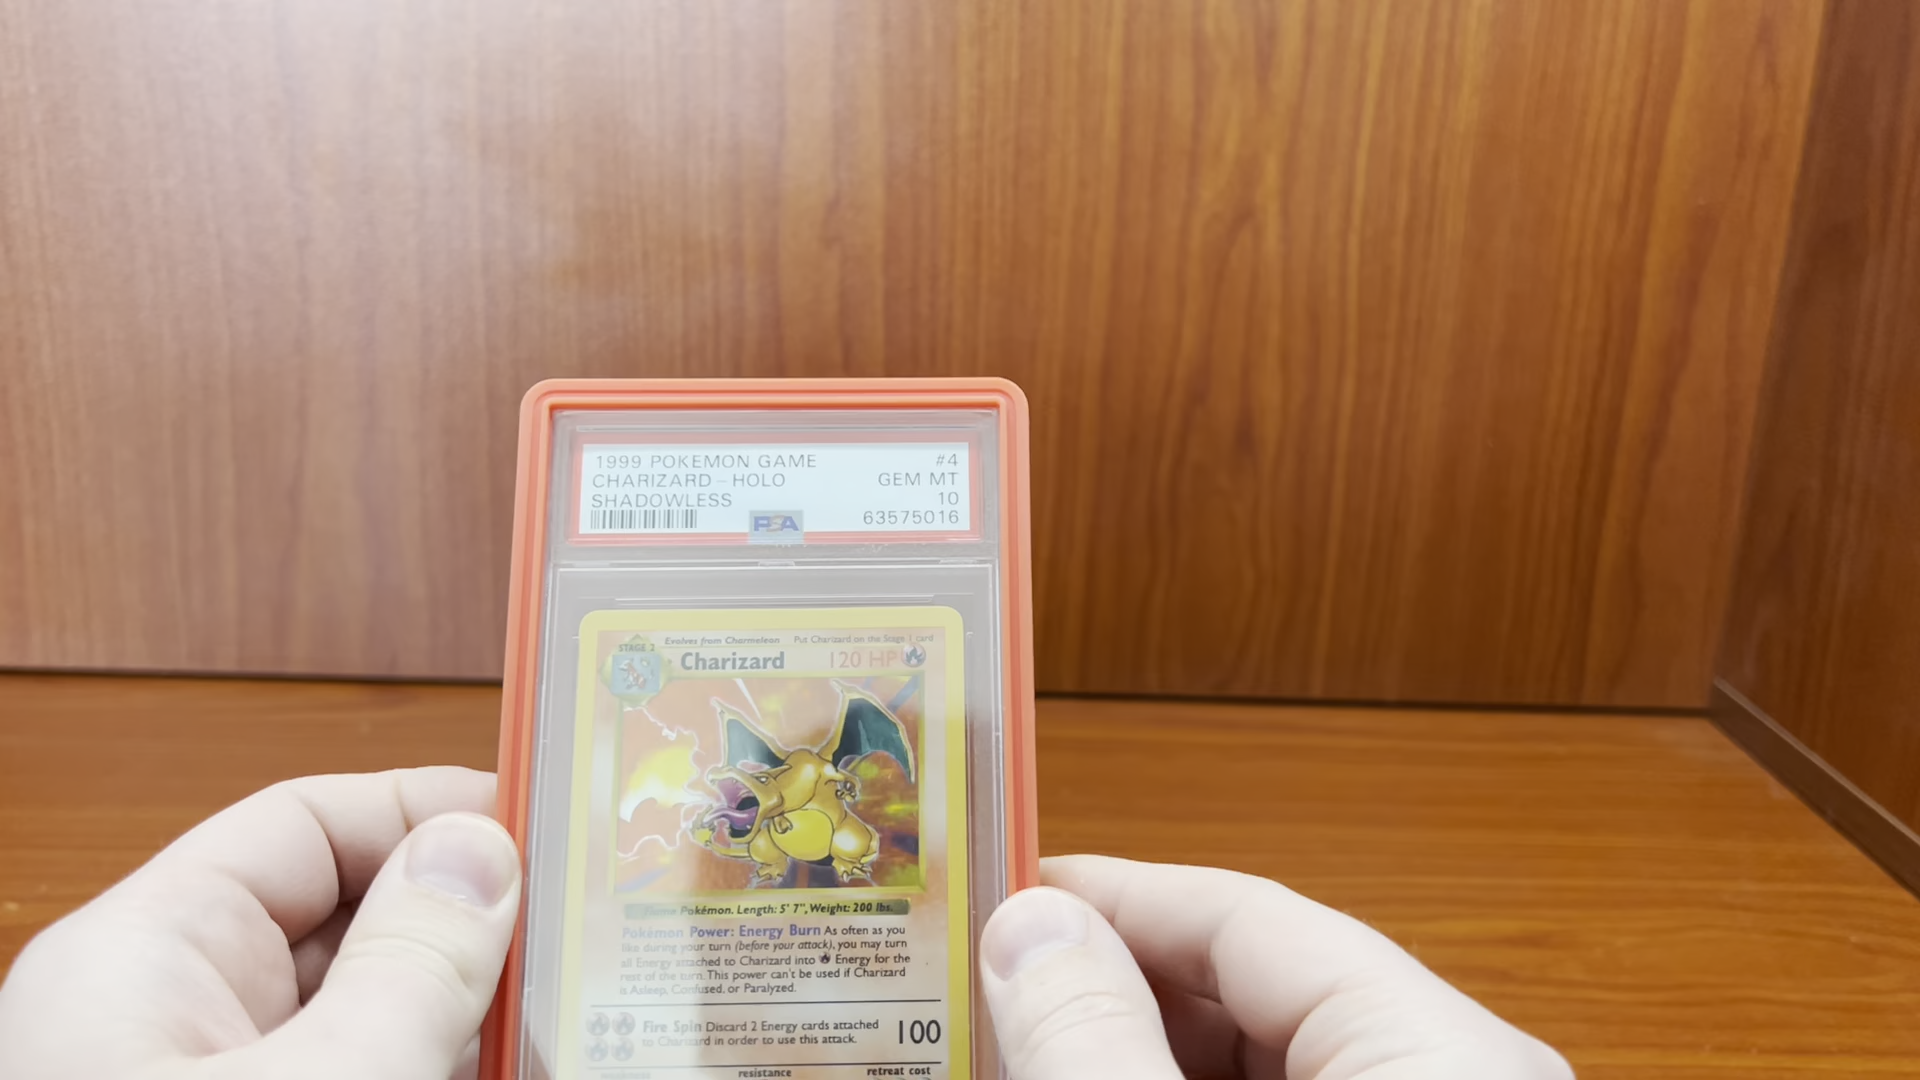 1999 POKEMON GAME #4
CHARIZARD - HOLO GEM MT
SHADOWLESS 10
PSA 63575016
STAGE 2 Evolves from Charmeleon Put Charizard on the Stage 1 card
Charizard 120 HP
Flame Pokémon. Length: 5' 7", Weight: 200 lbs.
Pokémon Power: Energy Burn As often as you
like during your turn (before your attack), you may turn
all Energy attached to Charizard into Energy for the
rest of the turn. This power can't be used if Charizard
is Asleep, Confused, or Paralyzed.
Fire Spin Discard 2 Energy cards attached
to Charizard in order to use this attack. 100
weakness resistance retreat cost